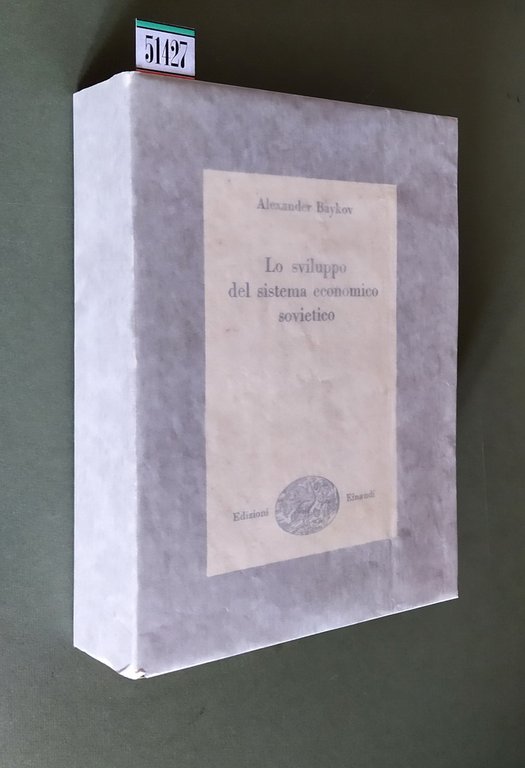 51427
Alexander Baykov
Lo sviluppo
del sistema economico
sovietico
Edizioni Einaudi